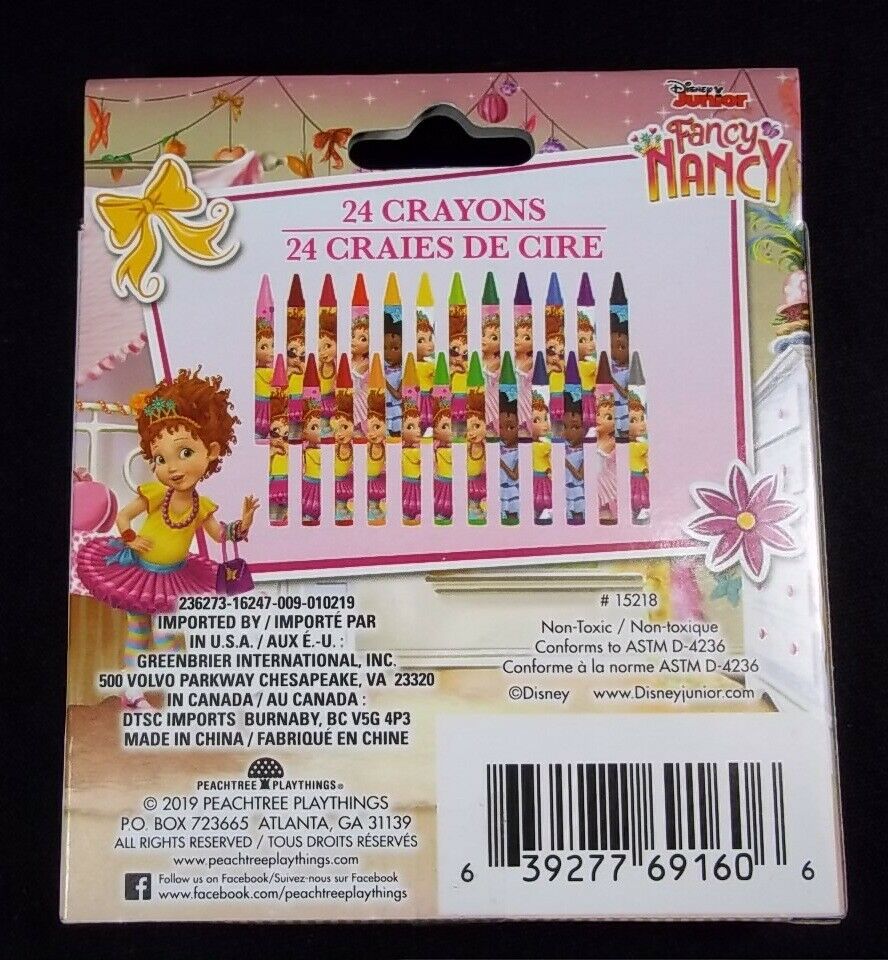 Disney
Junior
Fancy
NANCY
24 CRAYONS
24 CRAIES DE CIRE
236273-16247-009-010219
IMPORTED BY / IMPORTÉ PAR
IN U.S.A. / AUX É.-U. :
GREENBRIER INTERNATIONAL, INC.
500 VOLVO PARKWAY CHESAPEAKE, VA 23320
IN CANADA / AU CANADA :
DTSC IMPORTS BURNABY, BC V5G 4P3
MADE IN CHINA / FABRIQUÉ EN CHINE
# 15218
Non-Toxic / Non-toxique
Conforms to ASTM D-4236
Conforme à la norme ASTM D-4236
©Disney www.Disneyjunior.com
PEACHTREE PLAYTHINGS®
© 2019 PEACHTREE PLAYTHINGS
P.O. BOX 723665 ATLANTA, GA 31139
ALL RIGHTS RESERVED / TOUS DROITS RÉSERVÉS
www.peachtreeplaythings.com
Follow us on Facebook/Suivez-nous sur Facebook
www.facebook.com/peachtreeplaythings
6 39277 69160 6